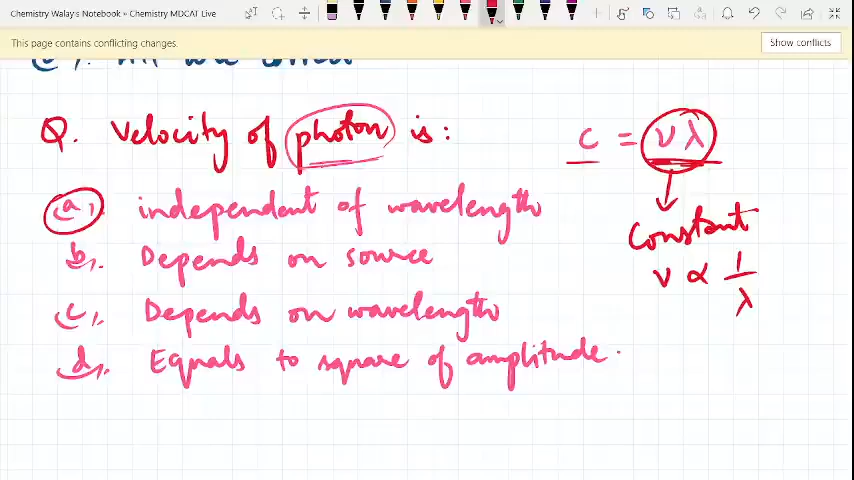 Chemistry Walay's Notebook » Chemistry MDCAT Live
This page contains conflicting changes.
Show conflicts
Q. Velocity of photon is:
c = νλ
(a). independent of wavelength
b). Depends on source
(c). Depends on wavelength
(d). Equals to square of amplitude.
Constant
ν ∝ 1/λ